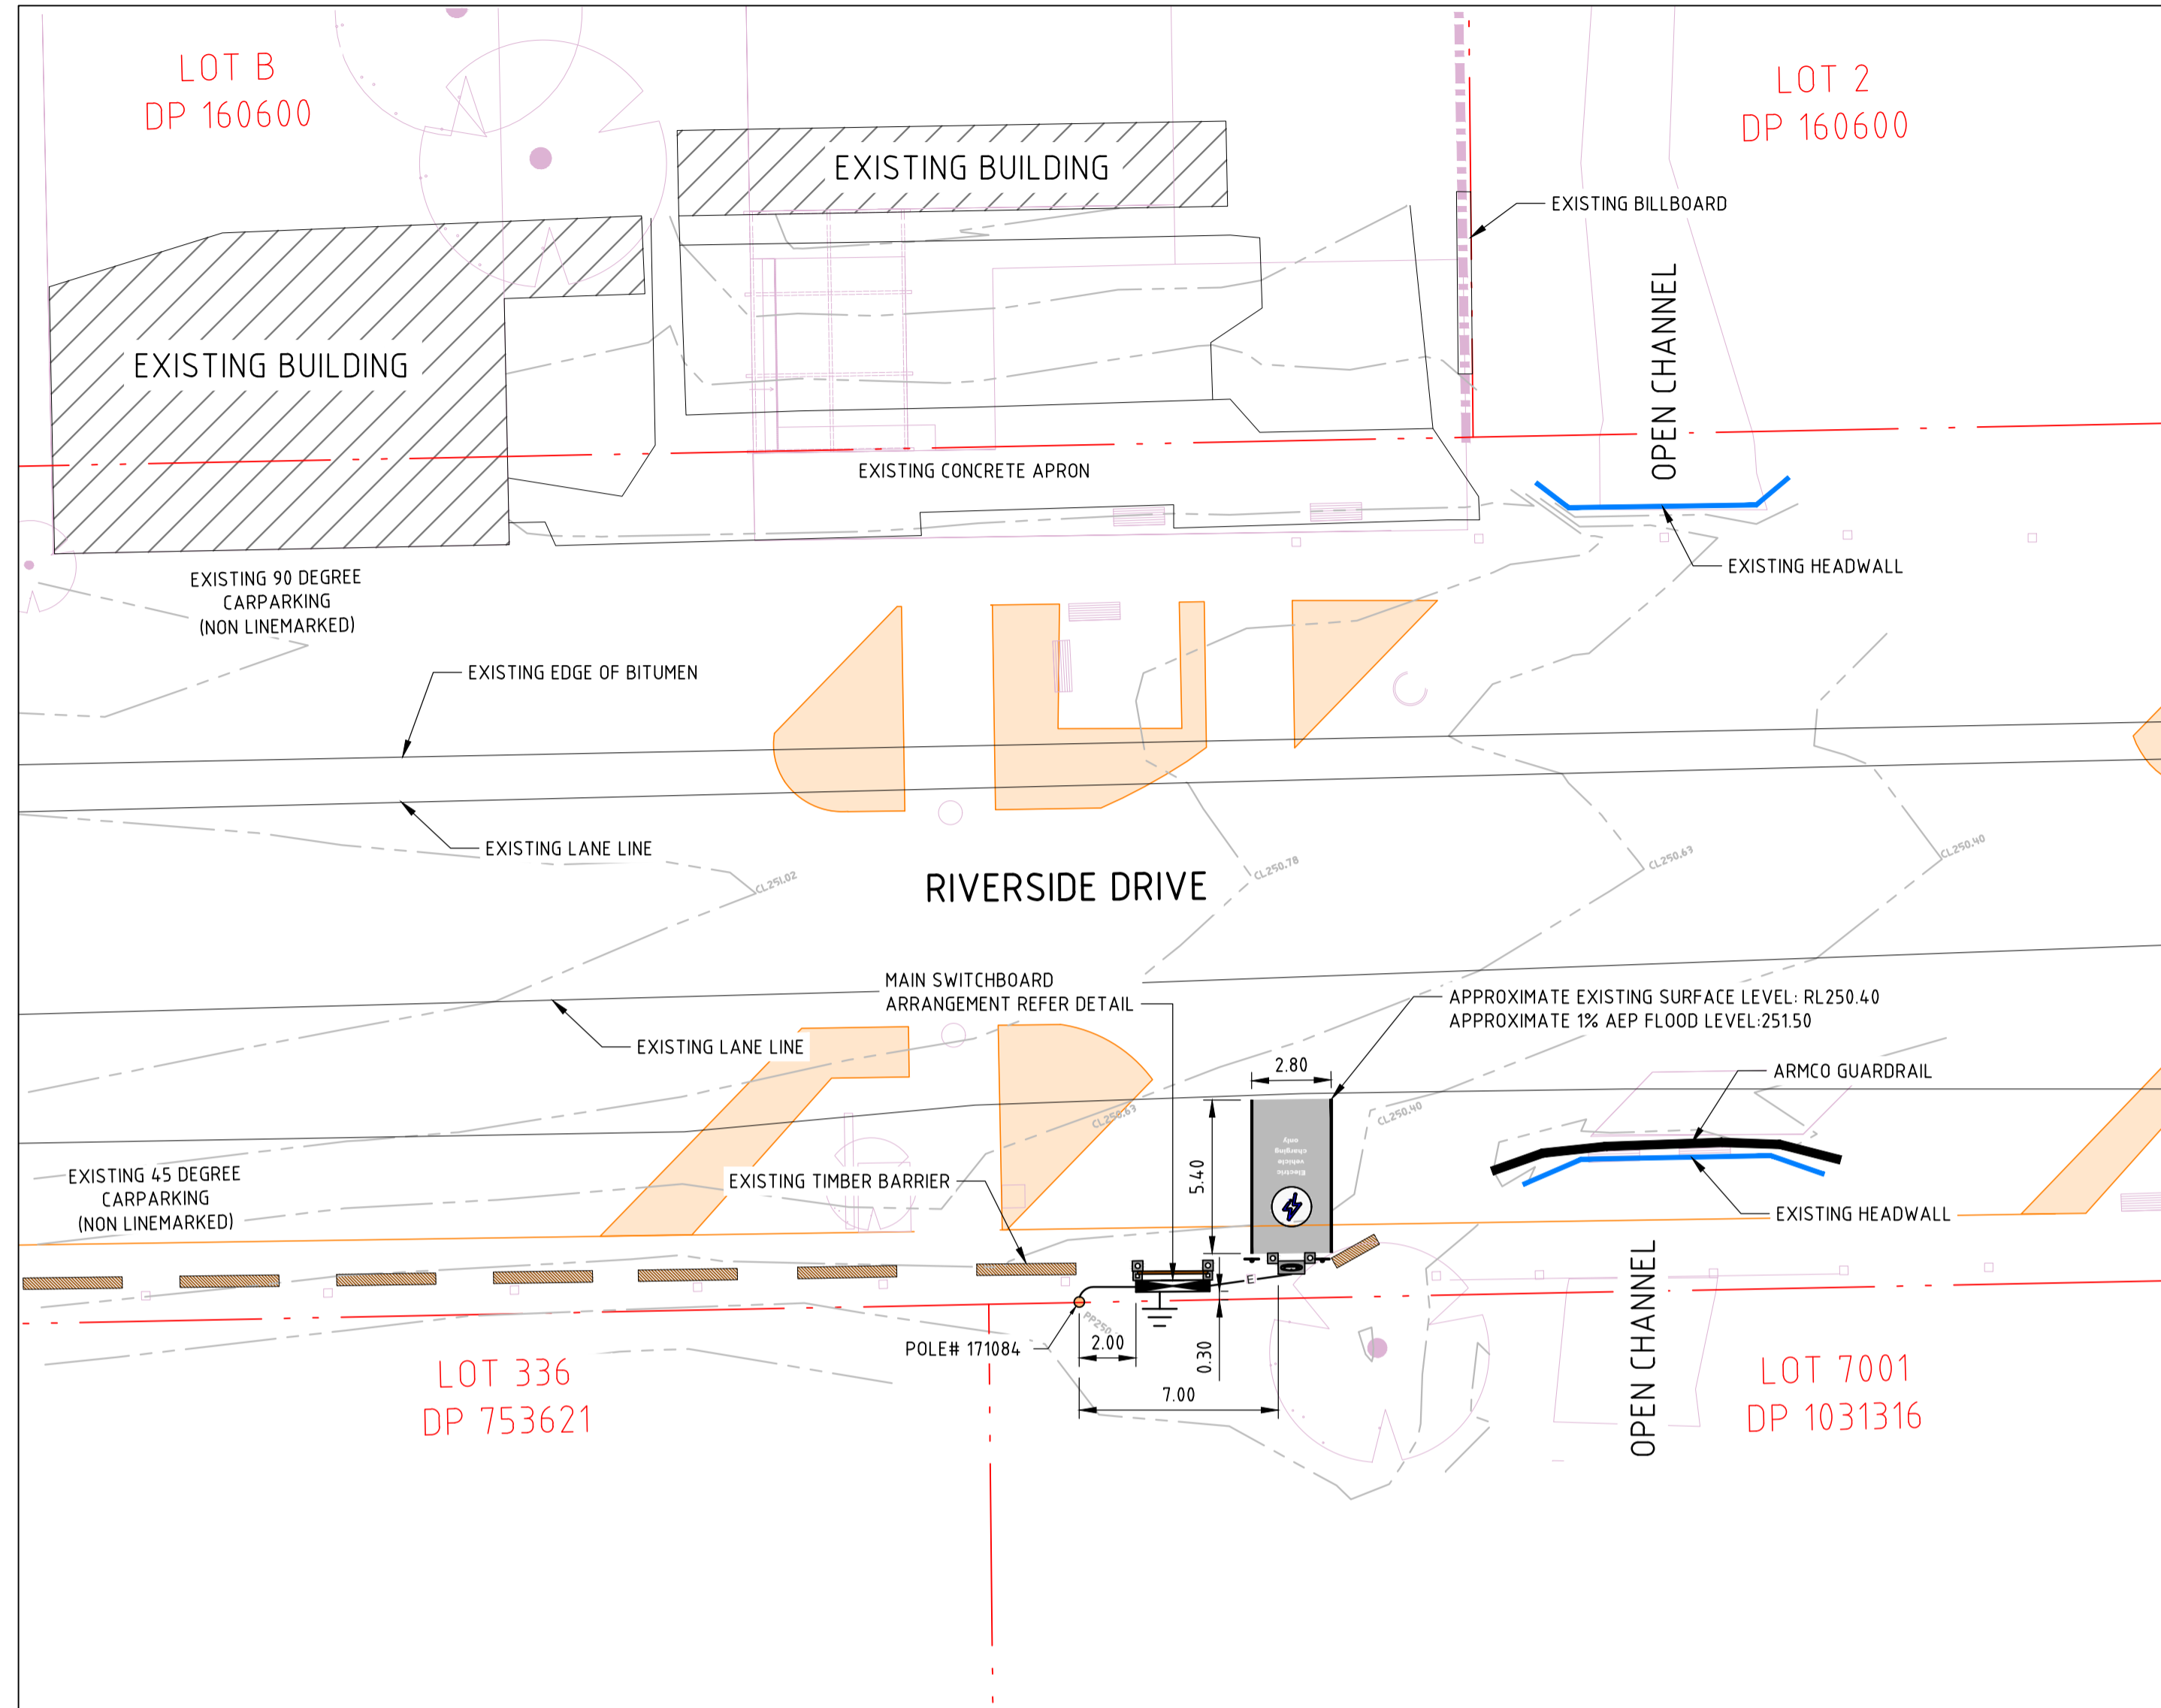 LOT B
DP 160600
LOT 2
DP 160600
EXISTING BUILDING
EXISTING BILLBOARD
OPEN CHANNEL
EXISTING BUILDING
EXISTING CONCRETE APRON
EXISTING HEADWALL
EXISTING 90 DEGREE
CARPARKING
(NON LINEMARKED)
EXISTING EDGE OF BITUMEN
EXISTING LANE LINE
CL251.02
RIVERSIDE DRIVE
CL250.78
CL250.63
CL250.40
MAIN SWITCHBOARD
ARRANGEMENT REFER DETAIL
APPROXIMATE EXISTING SURFACE LEVEL: RL250.40
APPROXIMATE 1% AEP FLOOD LEVEL:251.50
EXISTING LANE LINE
2.80
ARMCO GUARDRAIL
CL250.63
CL250.40
5.40
Electric
vehicle
charging
only
EXISTING 45 DEGREE
CARPARKING
(NON LINEMARKED)
EXISTING TIMBER BARRIER
EXISTING HEADWALL
E
PP250
POLE# 171084
2.00
0.30
7.00
OPEN CHANNEL
LOT 336
DP 753621
LOT 7001
DP 1031316